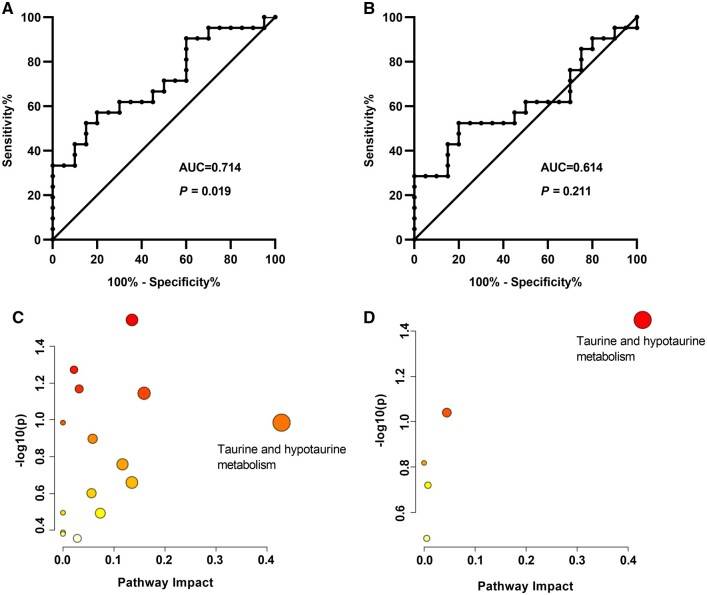 A
100
80
60
40
20
0
Sensitivity%
AUC=0.714
P = 0.019
0 20 40 60 80 100
100% - Specificity%
B
100
80
60
40
20
0
Sensitivity%
AUC=0.614
P = 0.211
0 20 40 60 80 100
100% - Specificity%
C
1.4
1.2
1.0
0.8
0.6
0.4
-log10(p)
Taurine and hypotaurine
metabolism
0.0 0.1 0.2 0.3 0.4
Pathway Impact
D
1.4
1.2
1.0
0.8
0.6
-log10(p)
Taurine and hypotaurine
metabolism
0.0 0.1 0.2 0.3 0.4
Pathway Impact